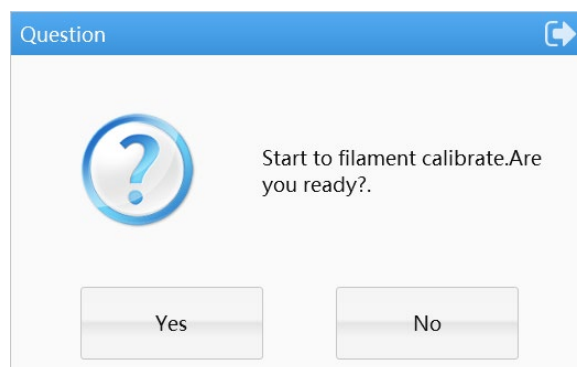 Question
Start to filament calibrate.Are
you ready?.
Yes
No